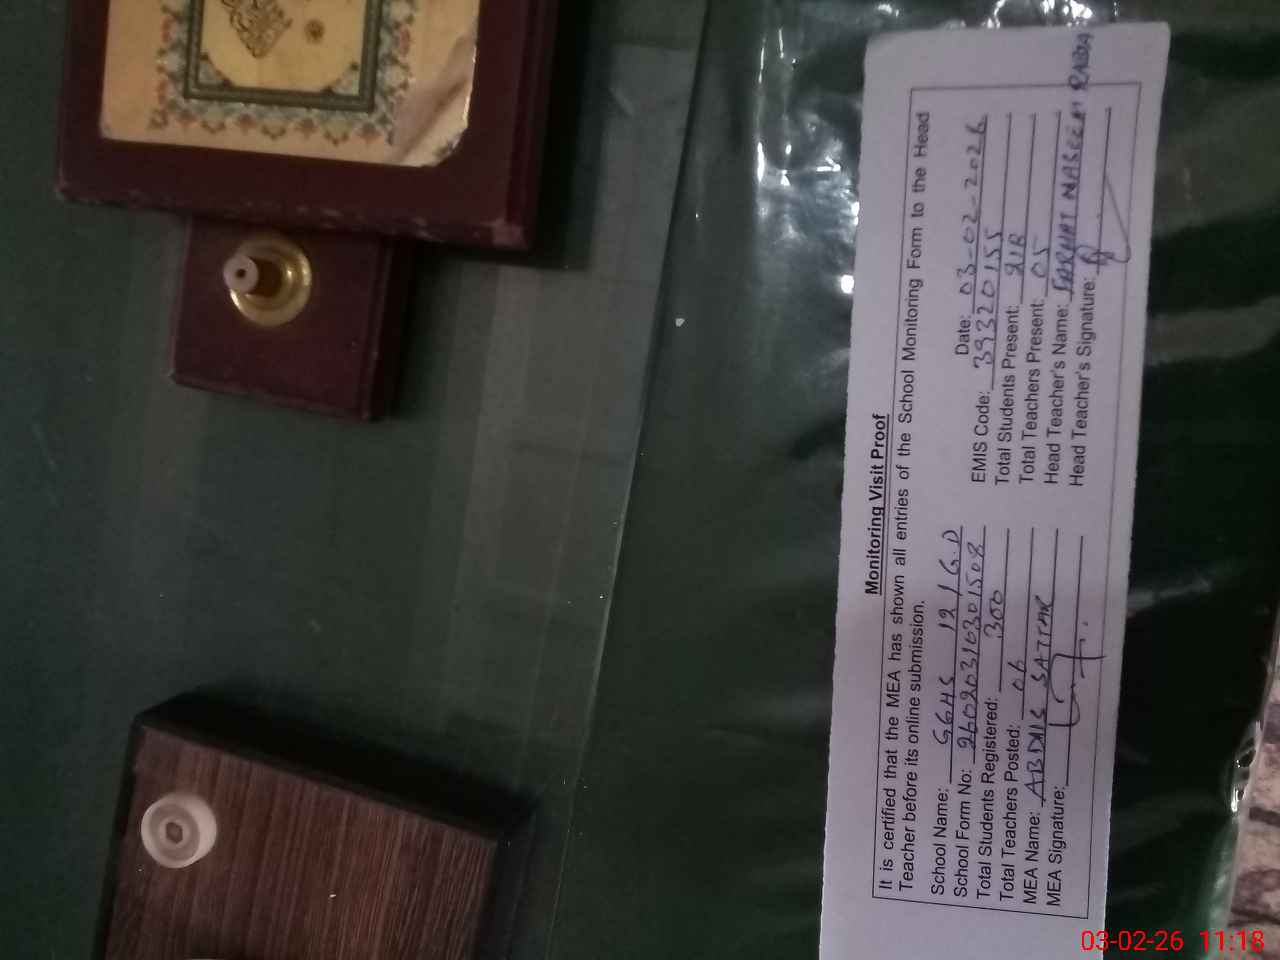 Monitoring Visit Proof
It is certified that the MEA has shown all entries of the School Monitoring Form to the Head
Teacher before its online submission.
School Name: GGHS 12/G.D Date: 03-02-2026
School Form No: 26020310301508 EMIS Code: 39320155
Total Students Registered: 300 Total Students Present: 218
Total Teachers Posted: 06 Total Teachers Present: 05
MEA Name: ABDUS SATTAR Head Teacher's Name: FARHAT NASEEM
MEA Signature: Head Teacher's Signature:
03-02-26 11:18